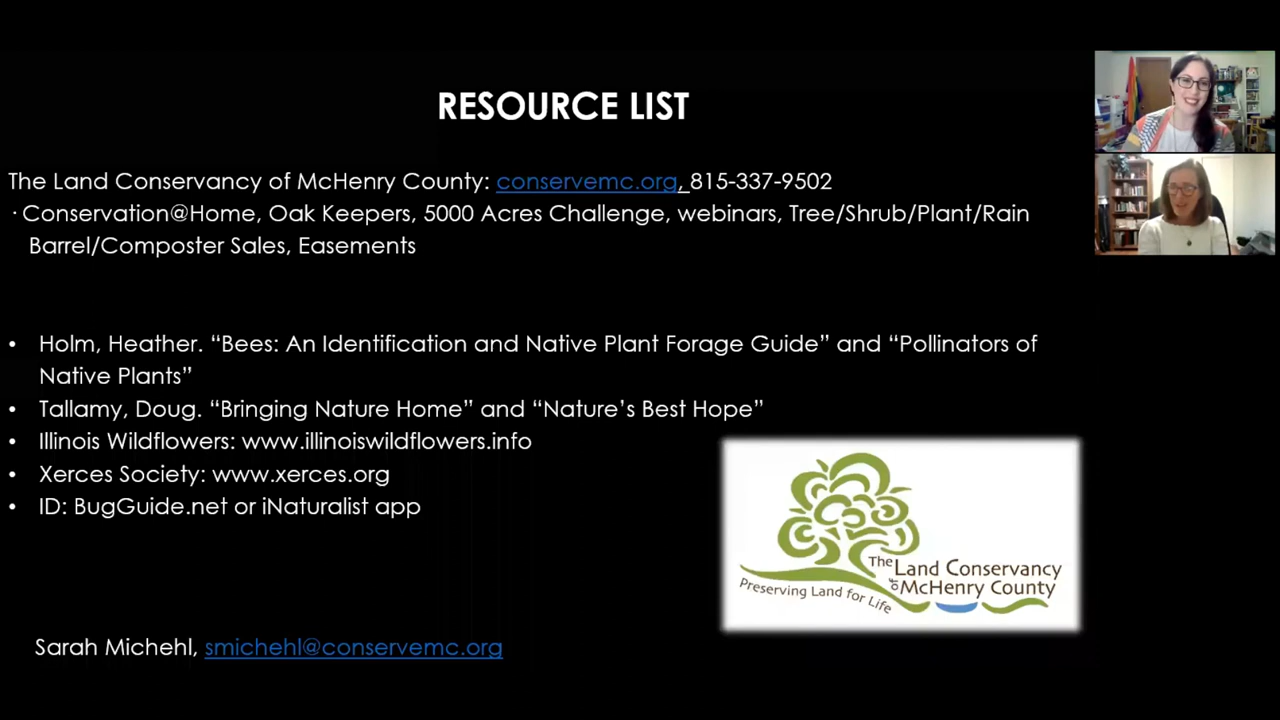 RESOURCE LIST
The Land Conservancy of McHenry County: conservemc.org, 815-337-9502
· Conservation@Home, Oak Keepers, 5000 Acres Challenge, webinars, Tree/Shrub/Plant/Rain
Barrel/Composter Sales, Easements
• Holm, Heather. “Bees: An Identification and Native Plant Forage Guide” and “Pollinators of
Native Plants”
• Tallamy, Doug. “Bringing Nature Home” and “Nature’s Best Hope”
• Illinois Wildflowers: www.illinoiswildflowers.info
• Xerces Society: www.xerces.org
• ID: BugGuide.net or iNaturalist app
The Land Conservancy
of McHenry County
Preserving Land for Life
Sarah Michehl, smichehl@conservemc.org